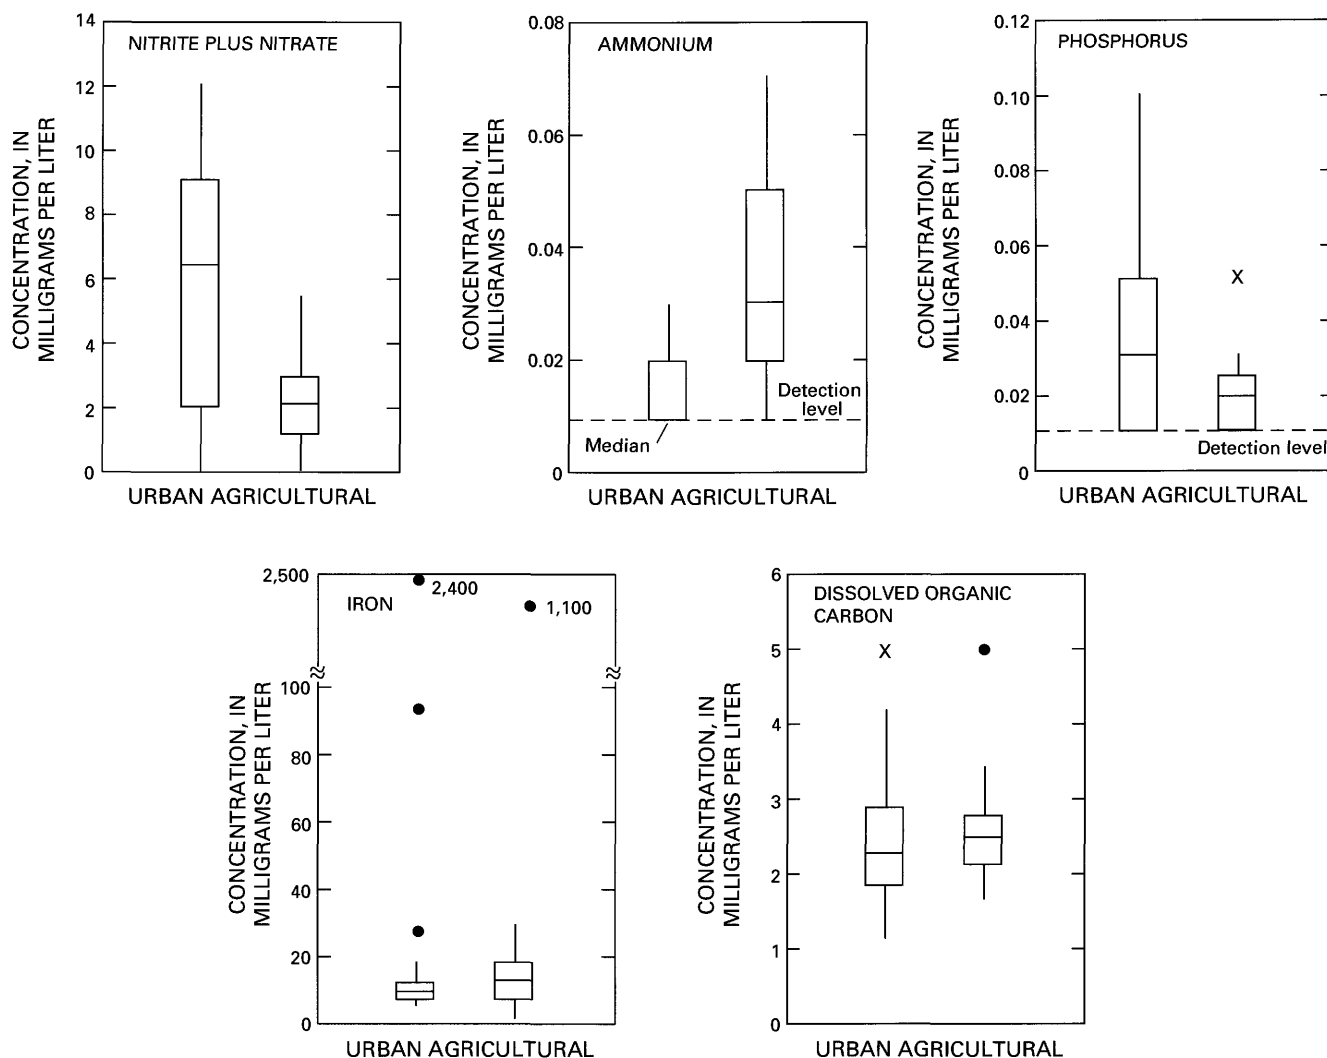 NITRITE PLUS NITRATE
CONCENTRATION, IN
MILLIGRAMS PER LITER
14
12
10
8
6
4
2
0
URBAN AGRICULTURAL
AMMONIUM
CONCENTRATION, IN
MILLIGRAMS PER LITER
0.08
0.06
0.04
0.02
0
Detection
level
Median
URBAN AGRICULTURAL
PHOSPHORUS
CONCENTRATION, IN
MILLIGRAMS PER LITER
0.12
0.10
0.08
0.06
0.04
0.02
0
X
Detection level
URBAN AGRICULTURAL
IRON
CONCENTRATION, IN
MILLIGRAMS PER LITER
2,500
2,400
1,100
100
80
60
40
20
0
URBAN AGRICULTURAL
DISSOLVED ORGANIC
CARBON
CONCENTRATION, IN
MILLIGRAMS PER LITER
6
5
4
3
2
1
0
X
URBAN AGRICULTURAL